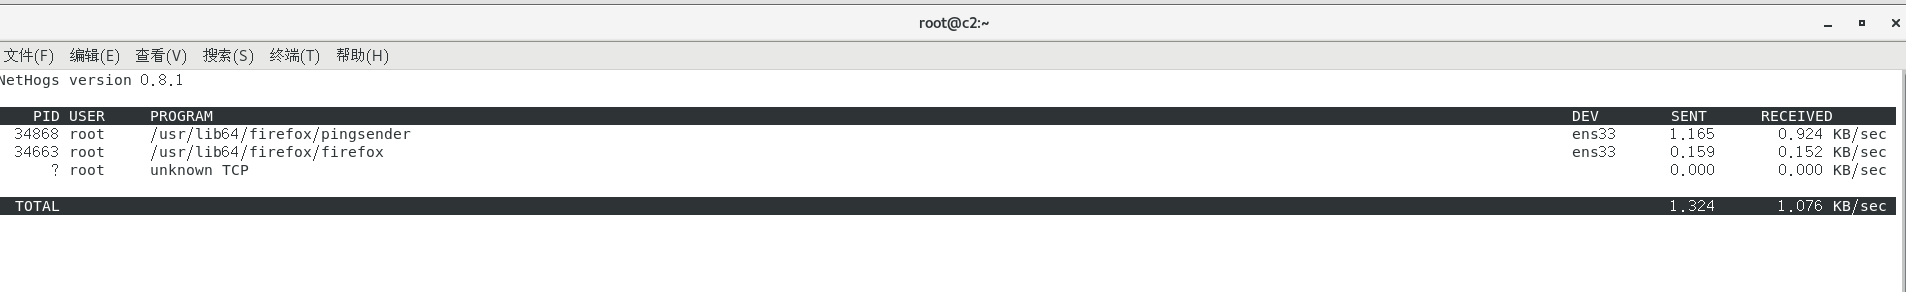 root@c2:~
文件(F) 编辑(E) 查看(V) 搜索(S) 终端(T) 帮助(H)
NetHogs version 0.8.1
PID USER PROGRAM DEV SENT RECEIVED
34868 root /usr/lib64/firefox/pingsender ens33 1.165 0.924 KB/sec
34663 root /usr/lib64/firefox/firefox ens33 0.159 0.152 KB/sec
? root unknown TCP 0.000 0.000 KB/sec
TOTAL 1.324 1.076 KB/sec